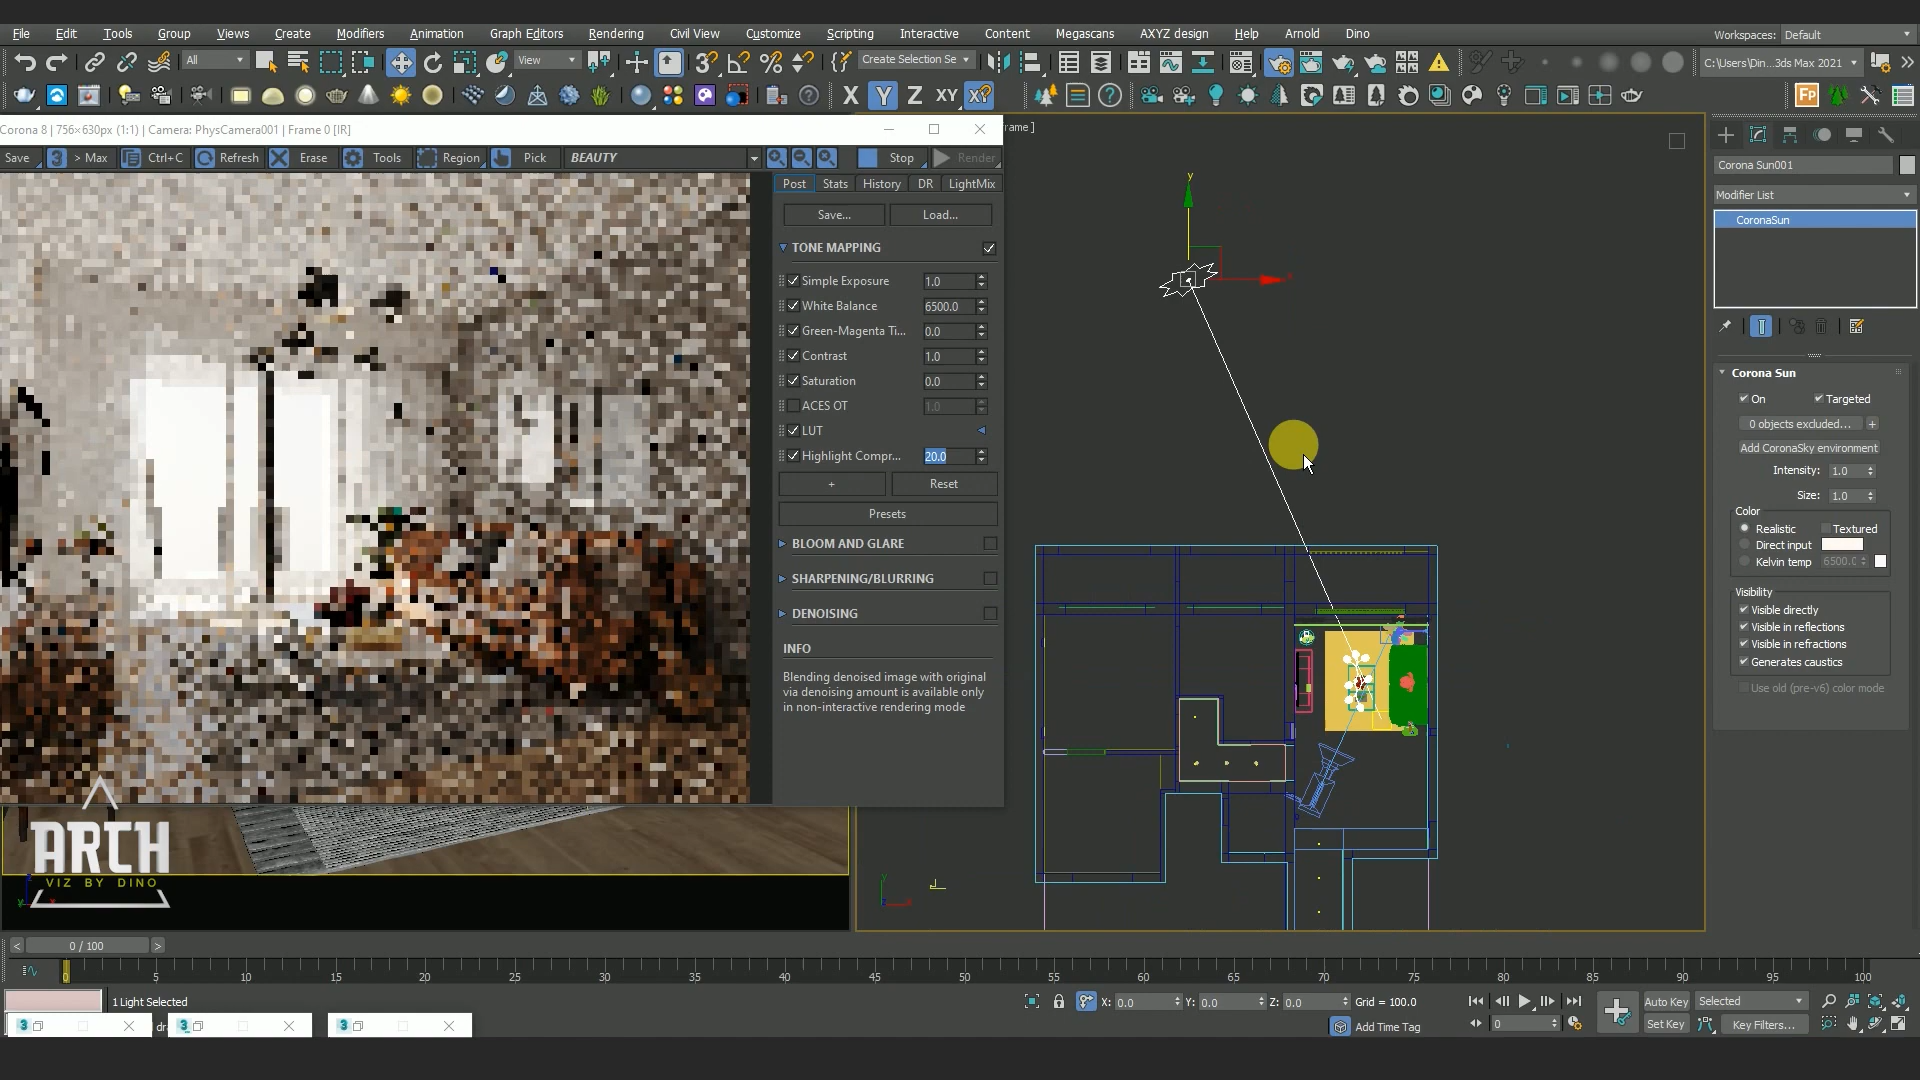 File Edit Tools Group Views Create Modifiers Animation Graph Editors Rendering Civil View Customize Scripting Interactive Content Megascans AXYZ design Help Arnold Dino Workspaces: Default
All View Create Selection Se C:\Users\Din...3ds Max 2021
X Y Z XY XY Fp
Corona 8 | 756×630px (1:1) | Camera: PhysCamera001 | Frame 0 [IR]
rame ]
Save > Max Ctrl+C Refresh Erase Tools Region Pick BEAUTY Stop Render
Post Stats History DR LightMix
Save... Load...
TONE MAPPING
Simple Exposure 1.0
White Balance 6500.0
Green-Magenta Ti... 0.0
Contrast 1.0
Saturation 0.0
ACES OT 1.0
LUT
Highlight Compr... 20.0
+ Reset
Presets
BLOOM AND GLARE
SHARPENING/BLURRING
DENOISING
INFO
Blending denoised image with original
via denoising amount is available only
in non-interactive rendering mode
y
Corona Sun001
Modifier List
CoronaSun
Corona Sun
On Targeted
0 objects excluded... +
Add CoronaSky environment
Intensity: 1.0
Size: 1.0
Color
Realistic Textured
Direct input
Kelvin temp 6500.0
Visibility
Visible directly
Visible in reflections
Visible in refractions
Generates caustics
Use old (pre-v6) color mode
ARCH
VIZ BY DINO
< 0 / 100 >
0 5 10 15 20 25 30 35 40 45 50 55 60 65 70 75 80 85 90 95 100
1 Light Selected X: 0.0 Y: 0.0 Z: 0.0 Grid = 100.0 Auto Key Selected
Add Time Tag 0 Set Key Key Filters...